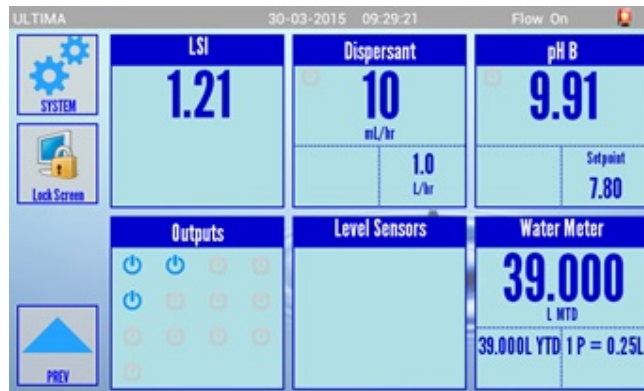 ULTIMA 30-03-2015 09:29:21 Flow On
SYSTEM
Lock Screen
PREV
LSI
1.21
Dispersant
10
mL/hr
1.0
L/hr
pH B
9.91
Setpoint
7.80
Outputs
Level Sensors
Water Meter
39.000
L MTD
39.000L YTD 1 P = 0.25L